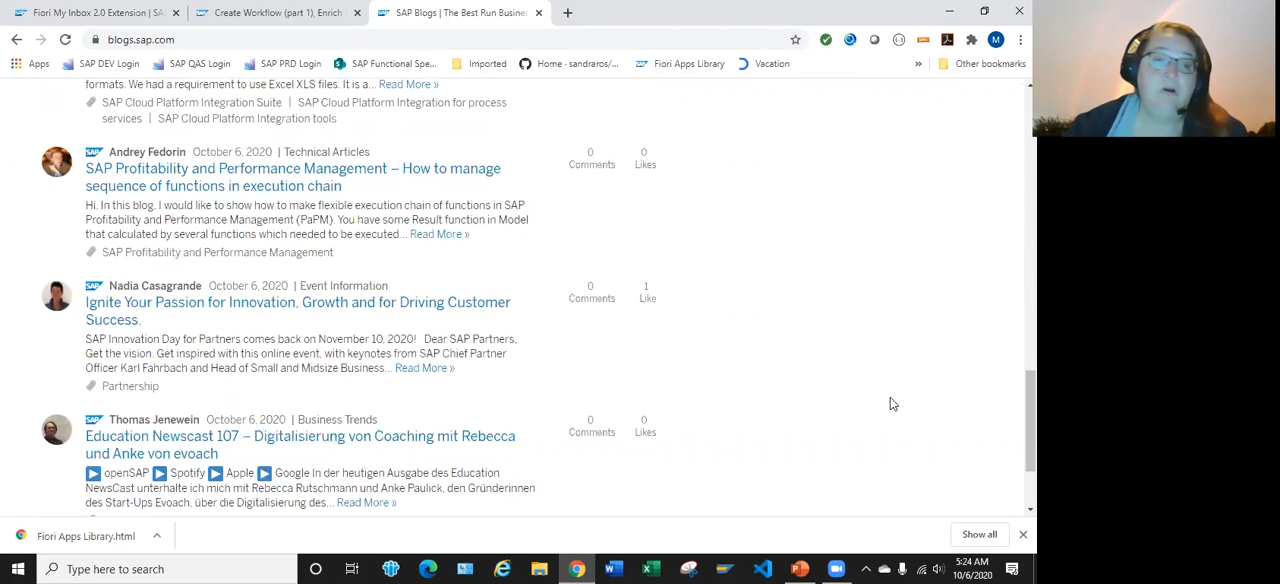 Fiori My Inbox 2.0 Extension | SA
Create Workflow (part 1), Enrich
SAP Blogs | The Best Run Busine
blogs.sap.com
Apps
SAP DEV Login
SAP QAS Login
SAP PRD Login
SAP Functional Spe...
Imported
Home - sandraros/...
Fiori Apps Library
Vacation
»
Other bookmarks
formats. We had a requirement to use Excel XLS files. It is a... Read More »
SAP Cloud Platform Integration Suite | SAP Cloud Platform Integration for process
services | SAP Cloud Platform Integration tools
SAP Andrey Fedorin October 6, 2020 | Technical Articles
0 Comments
0 Likes
SAP Profitability and Performance Management – How to manage
sequence of functions in execution chain
Hi, In this blog, I would like to show how to make flexible execution chain of functions in SAP
Profitability and Performance Management (PaPM). You have some Result function in Model
that calculated by several functions which needed to be executed... Read More »
SAP Profitability and Performance Management
SAP Nadia Casagrande October 6, 2020 | Event Information
0 Comments
1 Like
Ignite Your Passion for Innovation, Growth and for Driving Customer
Success.
SAP Innovation Day for Partners comes back on November 10, 2020! Dear SAP Partners,
Get the vision. Get inspired with this online event, with keynotes from SAP Chief Partner
Officer Karl Fahrbach and Head of Small and Midsize Business... Read More »
Partnership
SAP Thomas Jenewein October 6, 2020 | Business Trends
0 Comments
0 Likes
Education Newscast 107 – Digitalisierung von Coaching mit Rebecca
und Anke von evoach
openSAP Spotify Apple Google In der heutigen Ausgabe des Education
NewsCast unterhalte ich mich mit Rebecca Rutschmann und Anke Paulick, den Gründerinnen
des Start-Ups Evoach, über die Digitalisierung des... Read More »
Fiori Apps Library.html
Show all
Type here to search
5:24 AM
10/6/2020